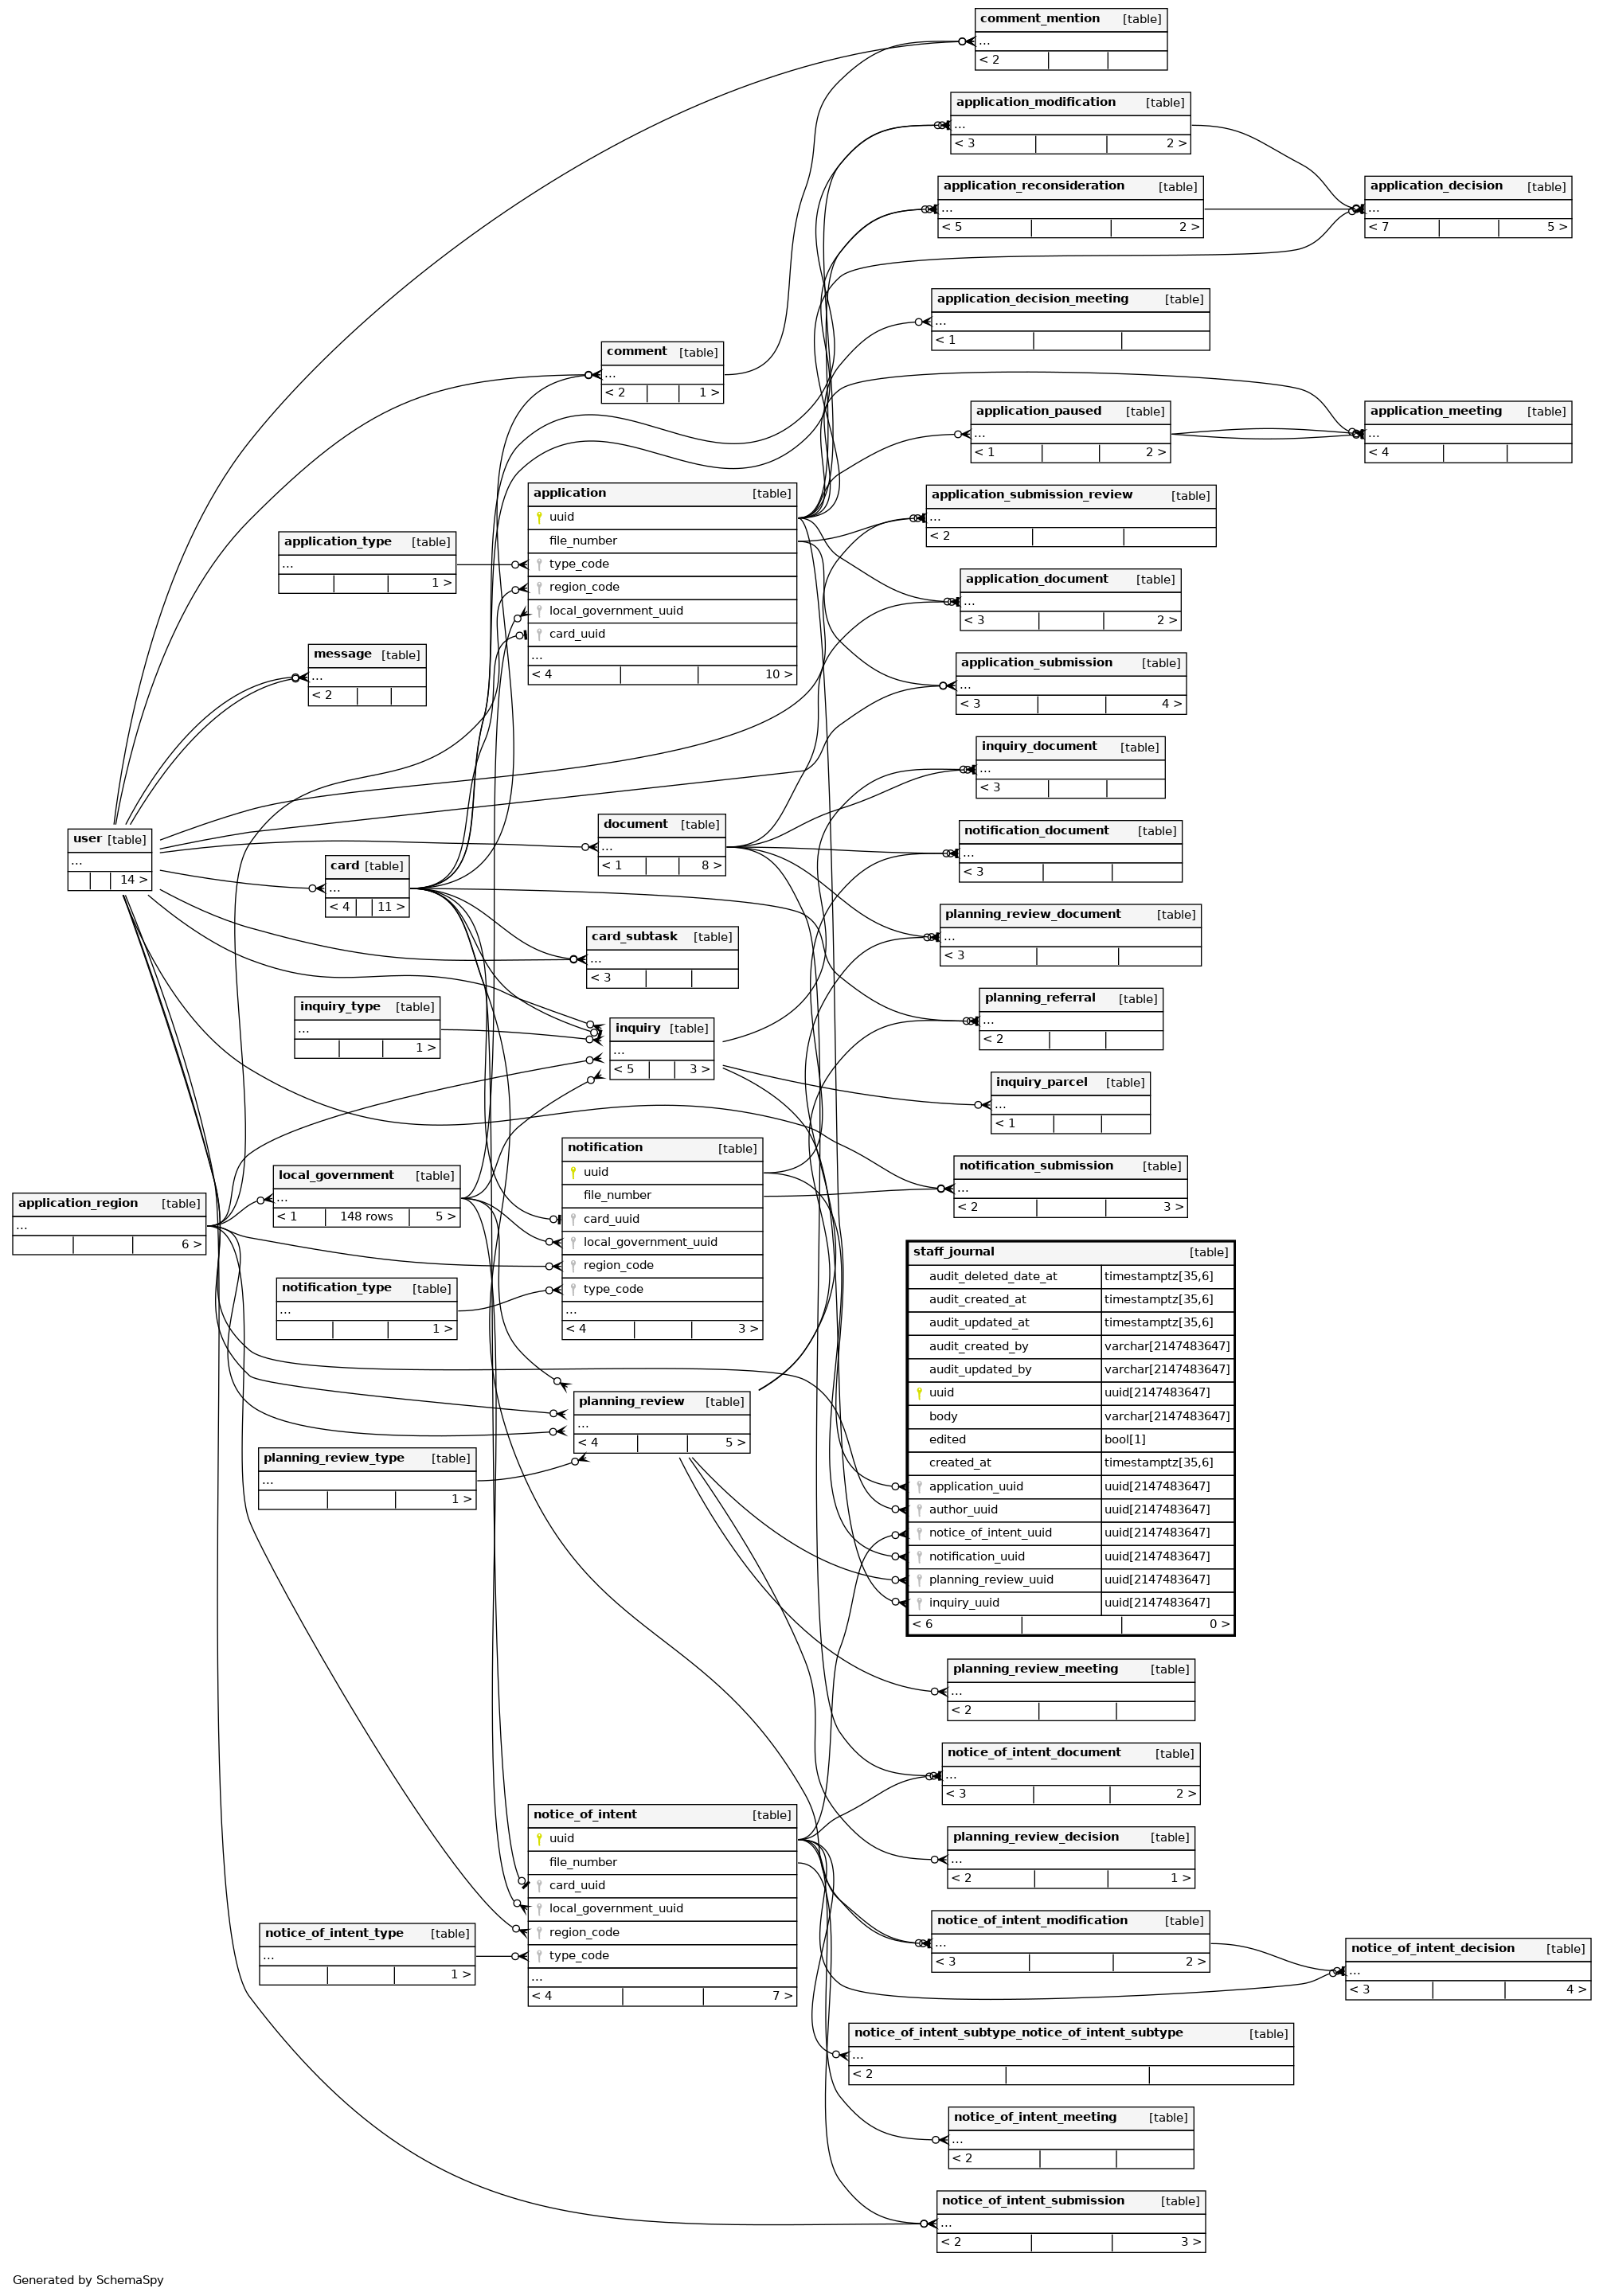 comment_mention [table]
...
< 2
application_modification [table]
...
< 3 2 >
application_reconsideration [table]
...
< 5 2 >
application_decision [table]
...
< 7 5 >
application_decision_meeting [table]
...
< 1
comment [table]
...
< 2 1 >
application_paused [table]
...
< 1 2 >
application_meeting [table]
...
< 4
application [table]
uuid
file_number
type_code
region_code
local_government_uuid
card_uuid
...
< 4 10 >
application_submission_review [table]
...
< 2
application_type [table]
...
1 >
application_document [table]
...
< 3 2 >
message [table]
...
< 2
application_submission [table]
...
< 3 4 >
inquiry_document [table]
...
< 3
user [table]
...
14 >
document [table]
...
< 1 8 >
notification_document [table]
...
< 3
card [table]
...
< 4 11 >
planning_review_document [table]
...
< 3
card_subtask [table]
...
< 3
planning_referral [table]
...
< 2
inquiry_type [table]
...
1 >
inquiry [table]
...
< 5 3 >
inquiry_parcel [table]
...
< 1
notification [table]
uuid
file_number
card_uuid
local_government_uuid
region_code
type_code
...
< 4 3 >
notification_submission [table]
...
< 2 3 >
local_government [table]
...
< 1 148 rows 5 >
application_region [table]
...
6 >
staff_journal [table]
audit_deleted_date_at timestamptz[35,6]
audit_created_at timestamptz[35,6]
audit_updated_at timestamptz[35,6]
audit_created_by varchar[2147483647]
audit_updated_by varchar[2147483647]
uuid uuid[2147483647]
body varchar[2147483647]
edited bool[1]
created_at timestamptz[35,6]
application_uuid uuid[2147483647]
author_uuid uuid[2147483647]
notice_of_intent_uuid uuid[2147483647]
notification_uuid uuid[2147483647]
planning_review_uuid uuid[2147483647]
inquiry_uuid uuid[2147483647]
< 6 0 >
notification_type [table]
...
1 >
planning_review [table]
...
< 4 5 >
planning_review_type [table]
...
1 >
planning_review_meeting [table]
...
< 2
notice_of_intent_document [table]
...
< 3 2 >
notice_of_intent [table]
uuid
file_number
card_uuid
local_government_uuid
region_code
type_code
...
< 4 7 >
planning_review_decision [table]
...
< 2 1 >
notice_of_intent_modification [table]
...
< 3 2 >
notice_of_intent_type [table]
...
1 >
notice_of_intent_decision [table]
...
< 3 4 >
notice_of_intent_subtype_notice_of_intent_subtype [table]
...
< 2
notice_of_intent_meeting [table]
...
< 2
notice_of_intent_submission [table]
...
< 2 3 >
Generated by SchemaSpy